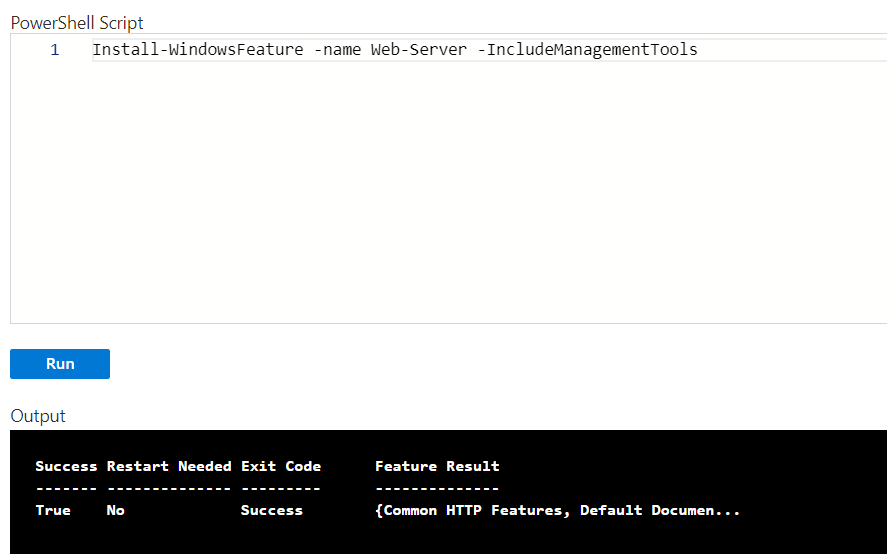 PowerShell Script
1 Install-WindowsFeature -name Web-Server -IncludeManagementTools
Run
Output
Success Restart Needed Exit Code Feature Result
------- -------------- --------- --------------
True No Success {Common HTTP Features, Default Documen...